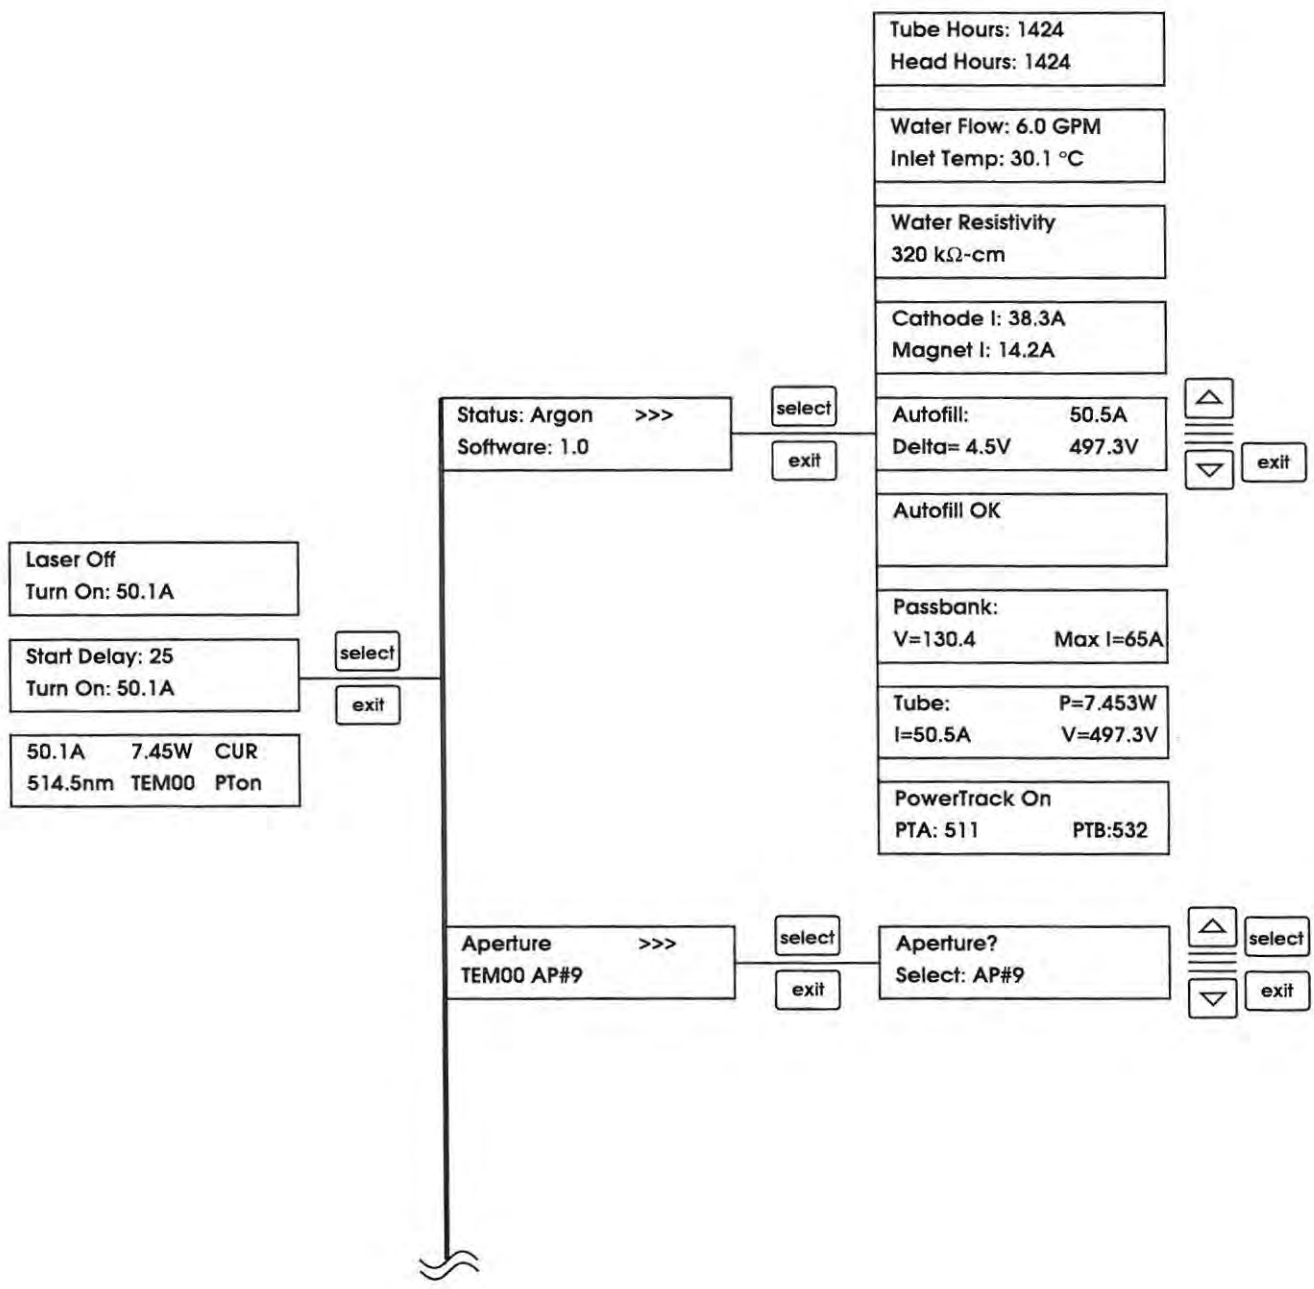 Tube Hours: 1424
Head Hours: 1424
Water Flow: 6.0 GPM
Inlet Temp: 30.1 °C
Water Resistivity
320 kΩ-cm
Cathode I: 38.3A
Magnet I: 14.2A
Status: Argon >>>
Software: 1.0
select
exit
Autofill: 50.5A
Delta= 4.5V 497.3V
exit
Autofill OK
Laser Off
Turn On: 50.1A
Start Delay: 25
Turn On: 50.1A
select
exit
50.1A 7.45W CUR
514.5nm TEM00 PTon
Passbank:
V=130.4 Max I=65A
Tube: P=7.453W
I=50.5A V=497.3V
PowerTrack On
PTA: 511 PTB:532
Aperture >>>
TEM00 AP#9
select
exit
Aperture?
Select: AP#9
select
exit